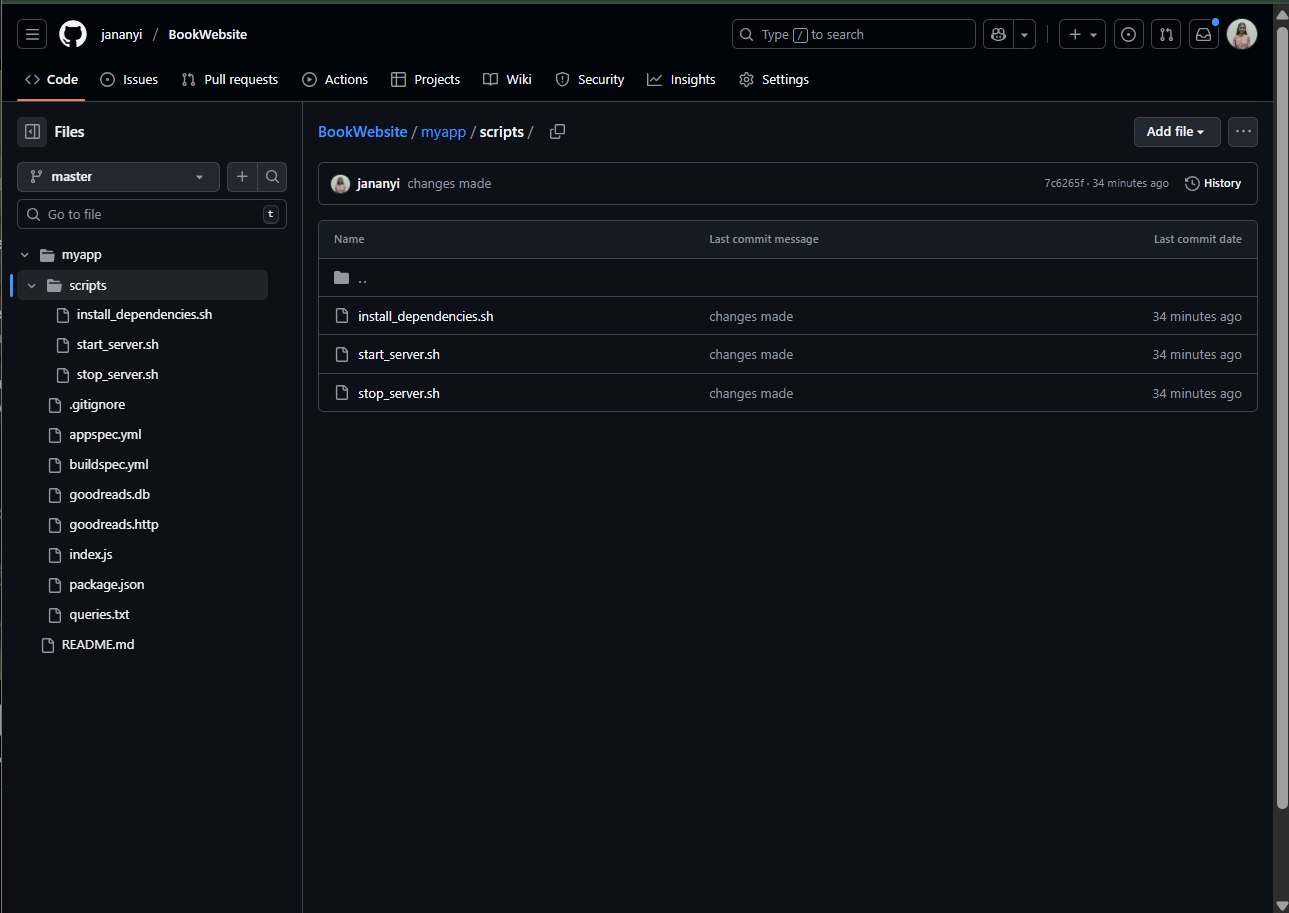 jananyi / BookWebsite
Type / to search
Code
Issues
Pull requests
Actions
Projects
Wiki
Security
Insights
Settings
Files
master
Go to file
t
myapp
scripts
install_dependencies.sh
start_server.sh
stop_server.sh
.gitignore
appspec.yml
buildspec.yml
goodreads.db
goodreads.http
index.js
package.json
queries.txt
README.md
BookWebsite / myapp / scripts /
Add file
jananyi changes made
7c6265f · 34 minutes ago
History
Name Last commit message Last commit date
..
install_dependencies.sh changes made 34 minutes ago
start_server.sh changes made 34 minutes ago
stop_server.sh changes made 34 minutes ago